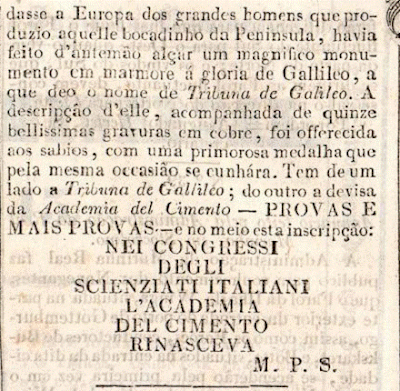 dasse a Europa dos grandes homens que pro-
duzio aquelle bocadinho da Peninsula, havia
feito d'antemão alçar um magnifico monu-
mento em marmore á gloria de Gallileo, a
que deo o nome de Tribuna de Galileo. A
descripção d'elle, acompanhada de quinze
bellissimas gravuras em cobre, foi offerecida
aos sabios, com uma primorosa medalha que
pela mesma occasião se cunhára. Tem de um
lado a Tribuna de Gallileo; do outro a devisa
da Academia del Cimento — PROVAS E
MAIS PROVAS—e no meio esta inscripção:
NEI CONGRESSI
DEGLI
SCIENZIATI ITALIANI
L'ACADEMIA
DEL CIMENTO
RINASCEVA
M. P. S.